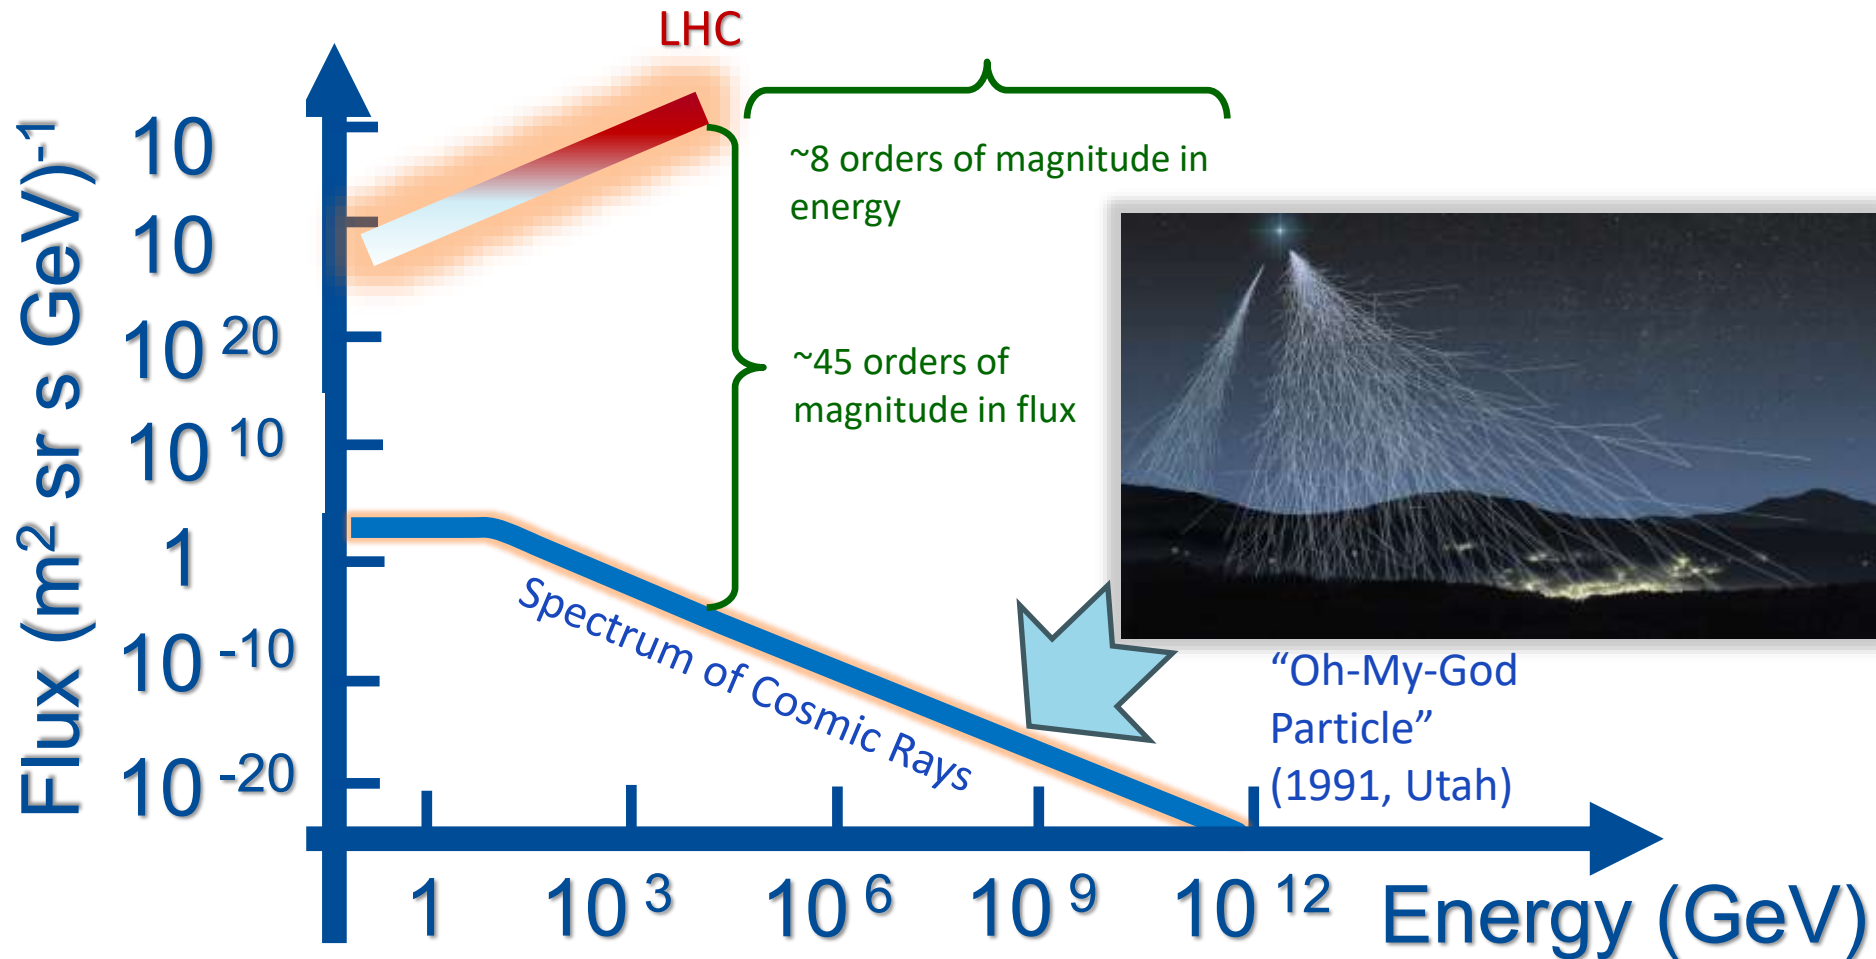 LHC
~8 orders of magnitude in
energy
~45 orders of
magnitude in flux
Flux (m² sr s GeV)⁻¹
10
10
10 ²⁰
10 ¹⁰
1
10 ⁻¹⁰
10 ⁻²⁰
Spectrum of Cosmic Rays
“Oh-My-God
Particle”
(1991, Utah)
1 10 ³ 10 ⁶ 10 ⁹ 10 ¹² Energy (GeV)